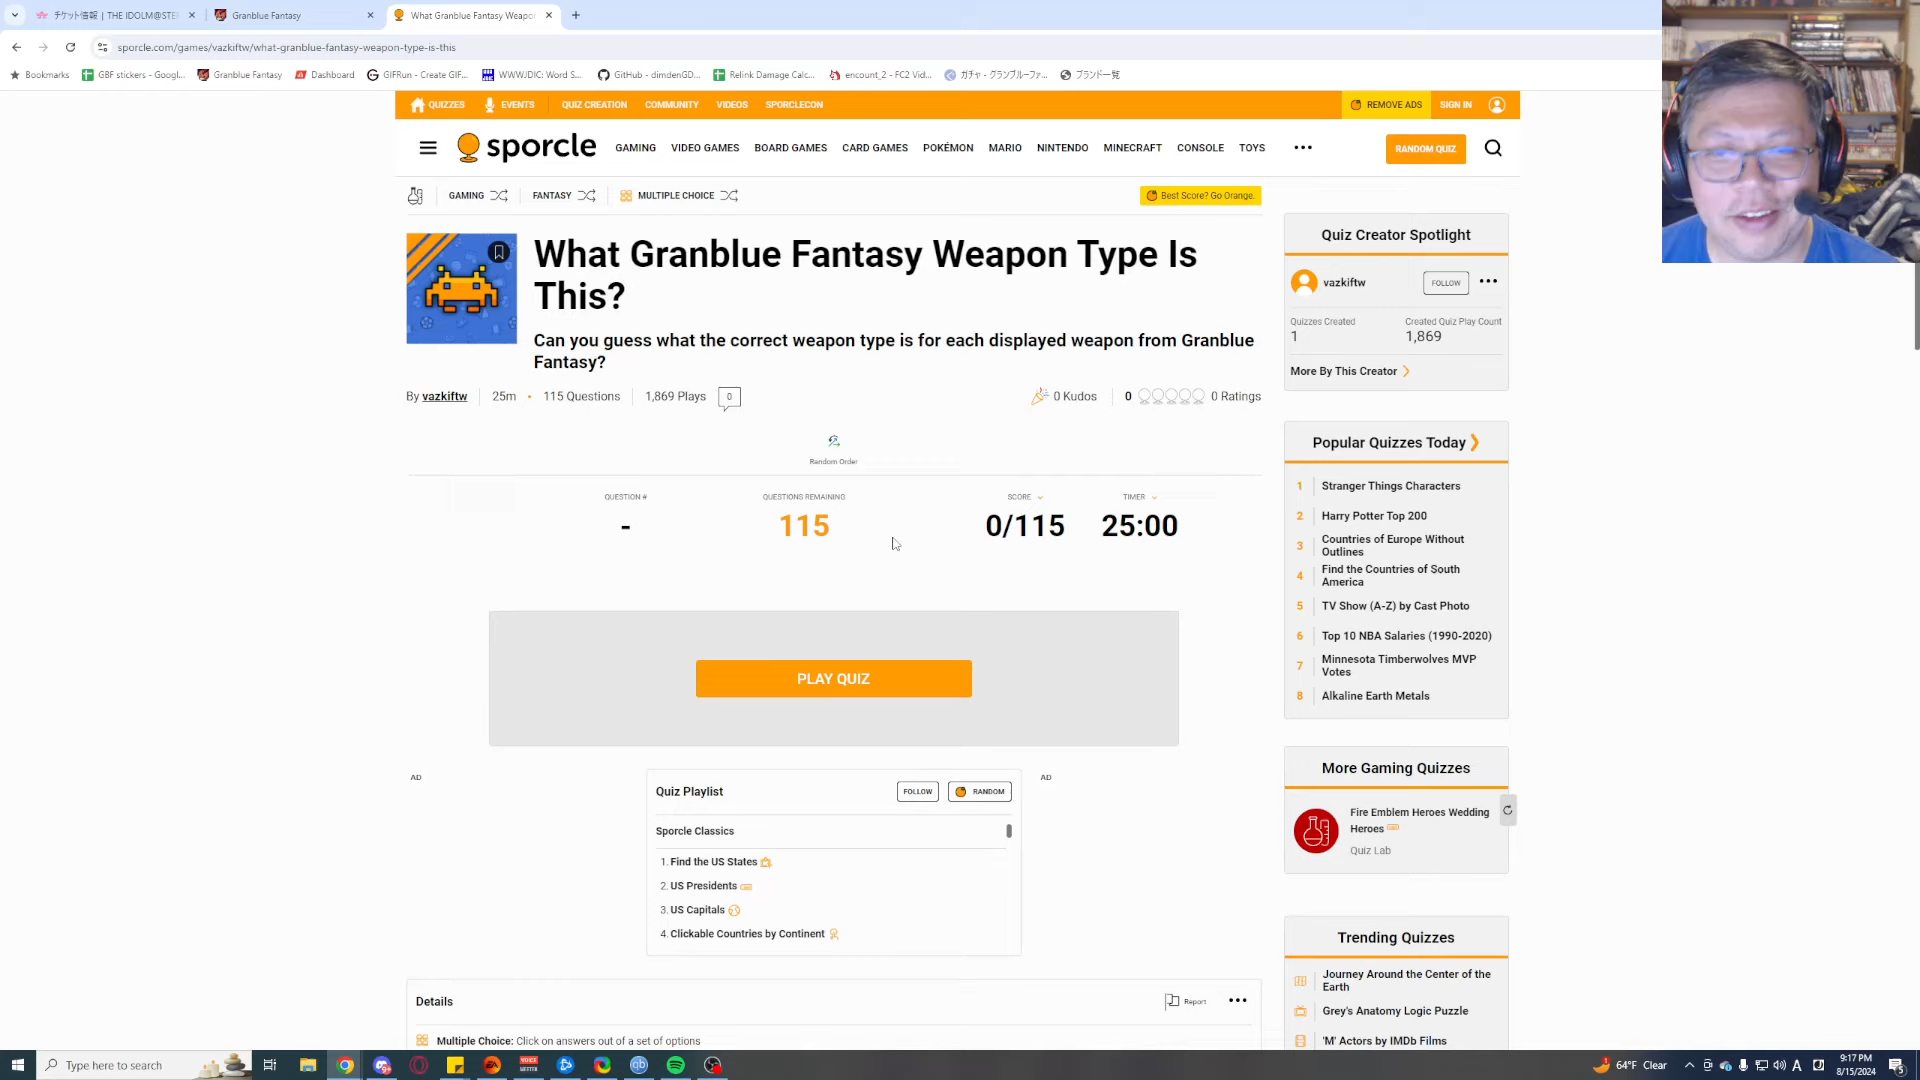 チケット情報 | THE IDOLM@STE
Granblue Fantasy
What Granblue Fantasy Weapo
sporcle.com/games/vazkiftw/what-granblue-fantasy-weapon-type-is-this
Bookmarks
GBF stickers - Googl...
Granblue Fantasy
Dashboard
GIFRun - Create GIF...
WWWJDIC: Word S...
GitHub - dimdenGD...
Relink Damage Calc...
encount_2 - FC2 Vid...
ガチャ - グランブルーファ...
ブランド一覧
QUIZZES
EVENTS
QUIZ CREATION
COMMUNITY
VIDEOS
SPORCLECON
REMOVE ADS
SIGN IN
sporcle
GAMING
VIDEO GAMES
BOARD GAMES
CARD GAMES
POKÉMON
MARIO
NINTENDO
MINECRAFT
CONSOLE
TOYS
RANDOM QUIZ
GAMING
FANTASY
MULTIPLE CHOICE
Best Score? Go Orange.
What Granblue Fantasy Weapon Type Is
This?
Can you guess what the correct weapon type is for each displayed weapon from Granblue
Fantasy?
By vazkiftw
25m • 115 Questions
1,869 Plays
0
0 Kudos
0
0 Ratings
Random Order
QUESTION #
-
QUESTIONS REMAINING
115
SCORE
0/115
TIMER
25:00
PLAY QUIZ
AD
AD
Quiz Playlist
FOLLOW
RANDOM
Sporcle Classics
1. Find the US States
2. US Presidents
3. US Capitals
4. Clickable Countries by Continent
Details
Report
Multiple Choice: Click on answers out of a set of options
Quiz Creator Spotlight
vazkiftw
FOLLOW
Quizzes Created
1
Created Quiz Play Count
1,869
More By This Creator
Popular Quizzes Today
1 Stranger Things Characters
2 Harry Potter Top 200
3 Countries of Europe Without
Outlines
4 Find the Countries of South
America
5 TV Show (A-Z) by Cast Photo
6 Top 10 NBA Salaries (1990-2020)
7 Minnesota Timberwolves MVP
Votes
8 Alkaline Earth Metals
More Gaming Quizzes
Fire Emblem Heroes Wedding
Heroes
Quiz Lab
Trending Quizzes
Journey Around the Center of the
Earth
Grey's Anatomy Logic Puzzle
'M' Actors by IMDb Films
Type here to search
64°F Clear
A
9:17 PM
8/15/2024
5